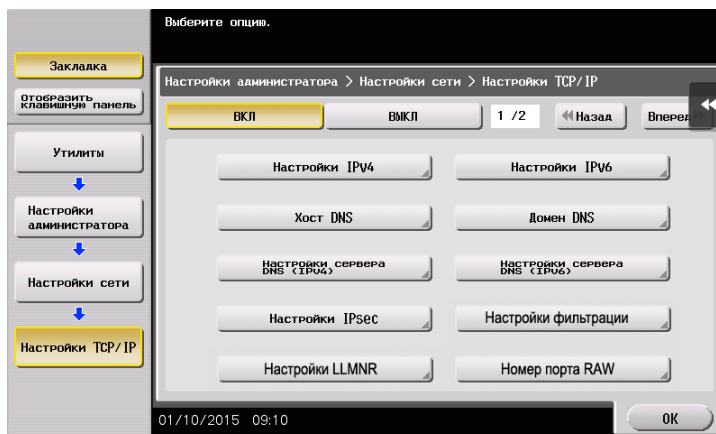 Выберите опцию.
Закладка
Отобразить
клавишную панель
Утилиты
Настройки
администратора
Настройки сети
Настройки TCP/IP
Настройки администратора > Настройки сети > Настройки TCP/IP
ВКЛ ВЫКЛ 1 /2 Назад Вперед
Настройки IPv4 Настройки IPv6
Хост DNS Домен DNS
Настройки сервера
DNS (IPv4)
Настройки сервера
DNS (IPv6)
Настройки IPsec Настройки фильтрации
Настройки LLMNR Номер порта RAW
01/10/2015 09:10
OK